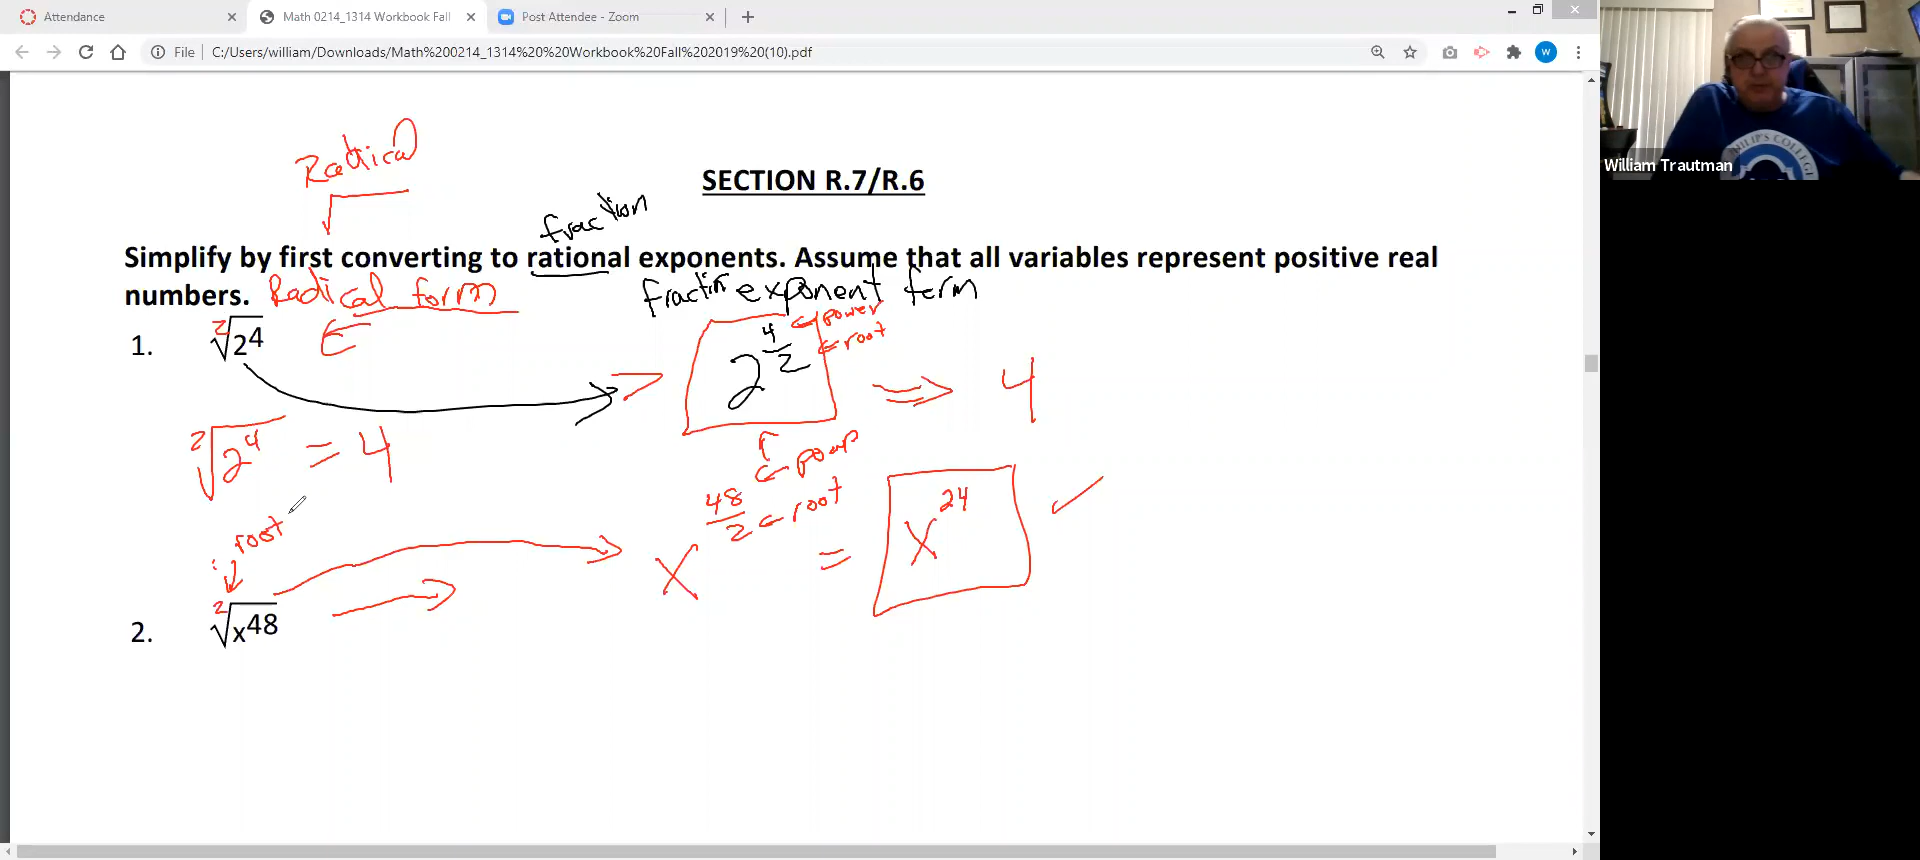 Attendance
Math 0214_1314 Workbook Fall
Post Attendee - Zoom
File C:/Users/william/Downloads/Math%200214_1314%20%20Workbook%20Fall%202019%20(10).pdf
W
William Trautman
Radical
√
SECTION R.7/R.6
fraction
Simplify by first converting to rational exponents. Assume that all variables represent positive real
numbers. Radical form fractin exponent form
1. ²√2⁴ 2^(4/2) ← power ← root ⇒ 4
²√2⁴ = 4
← power
← root
root
2. ²√x⁴⁸ x^(48/2) = x²⁴ ✓